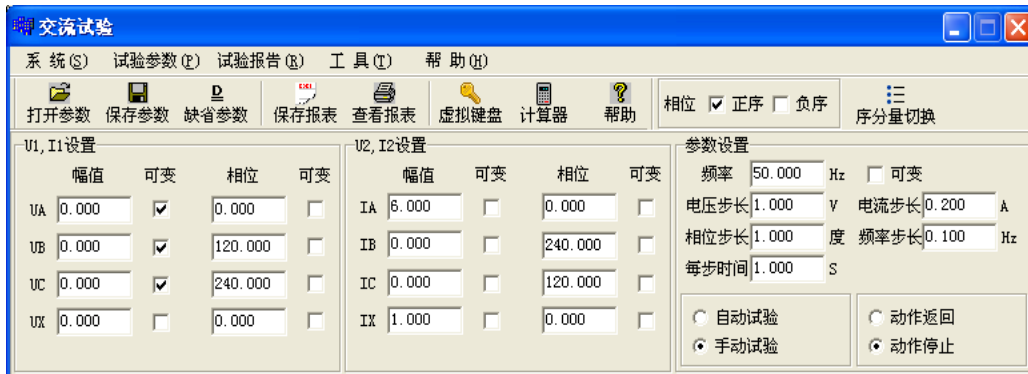 交流试验
系 统(S) 试验参数(P) 试验报告(R) 工 具(T) 帮 助(H)
打开参数 保存参数 缺省参数 保存报表 查看报表 虚拟键盘 计算器 帮助 相位 正序 负序 序分量切换
U1,I1设置 U2,I2设置 参数设置
幅值 可变 相位 可变 幅值 可变 相位 可变 频率 50.000 Hz 可变
UA 0.000 0.000 IA 6.000 0.000 电压步长 1.000 V 电流步长 0.200 A
UB 0.000 120.000 IB 0.000 240.000 相位步长 1.000 度 频率步长 0.100 Hz
UC 0.000 240.000 IC 0.000 120.000 每步时间 1.000 S
UX 0.000 0.000 IX 1.000 0.000 自动试验 动作返回
手动试验 动作停止